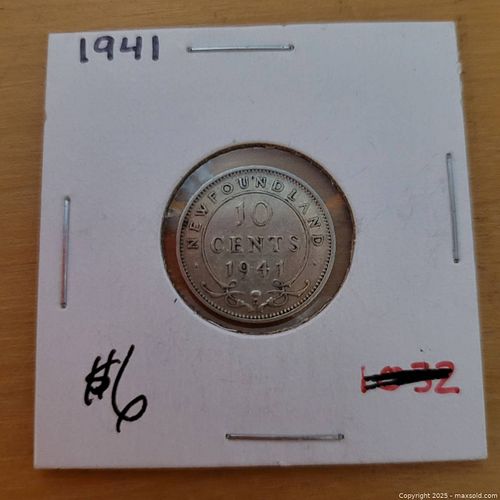 1941
NEWFOUNDLAND
10
CENTS
1941
$6
Copyright 2025 - maxsold.com